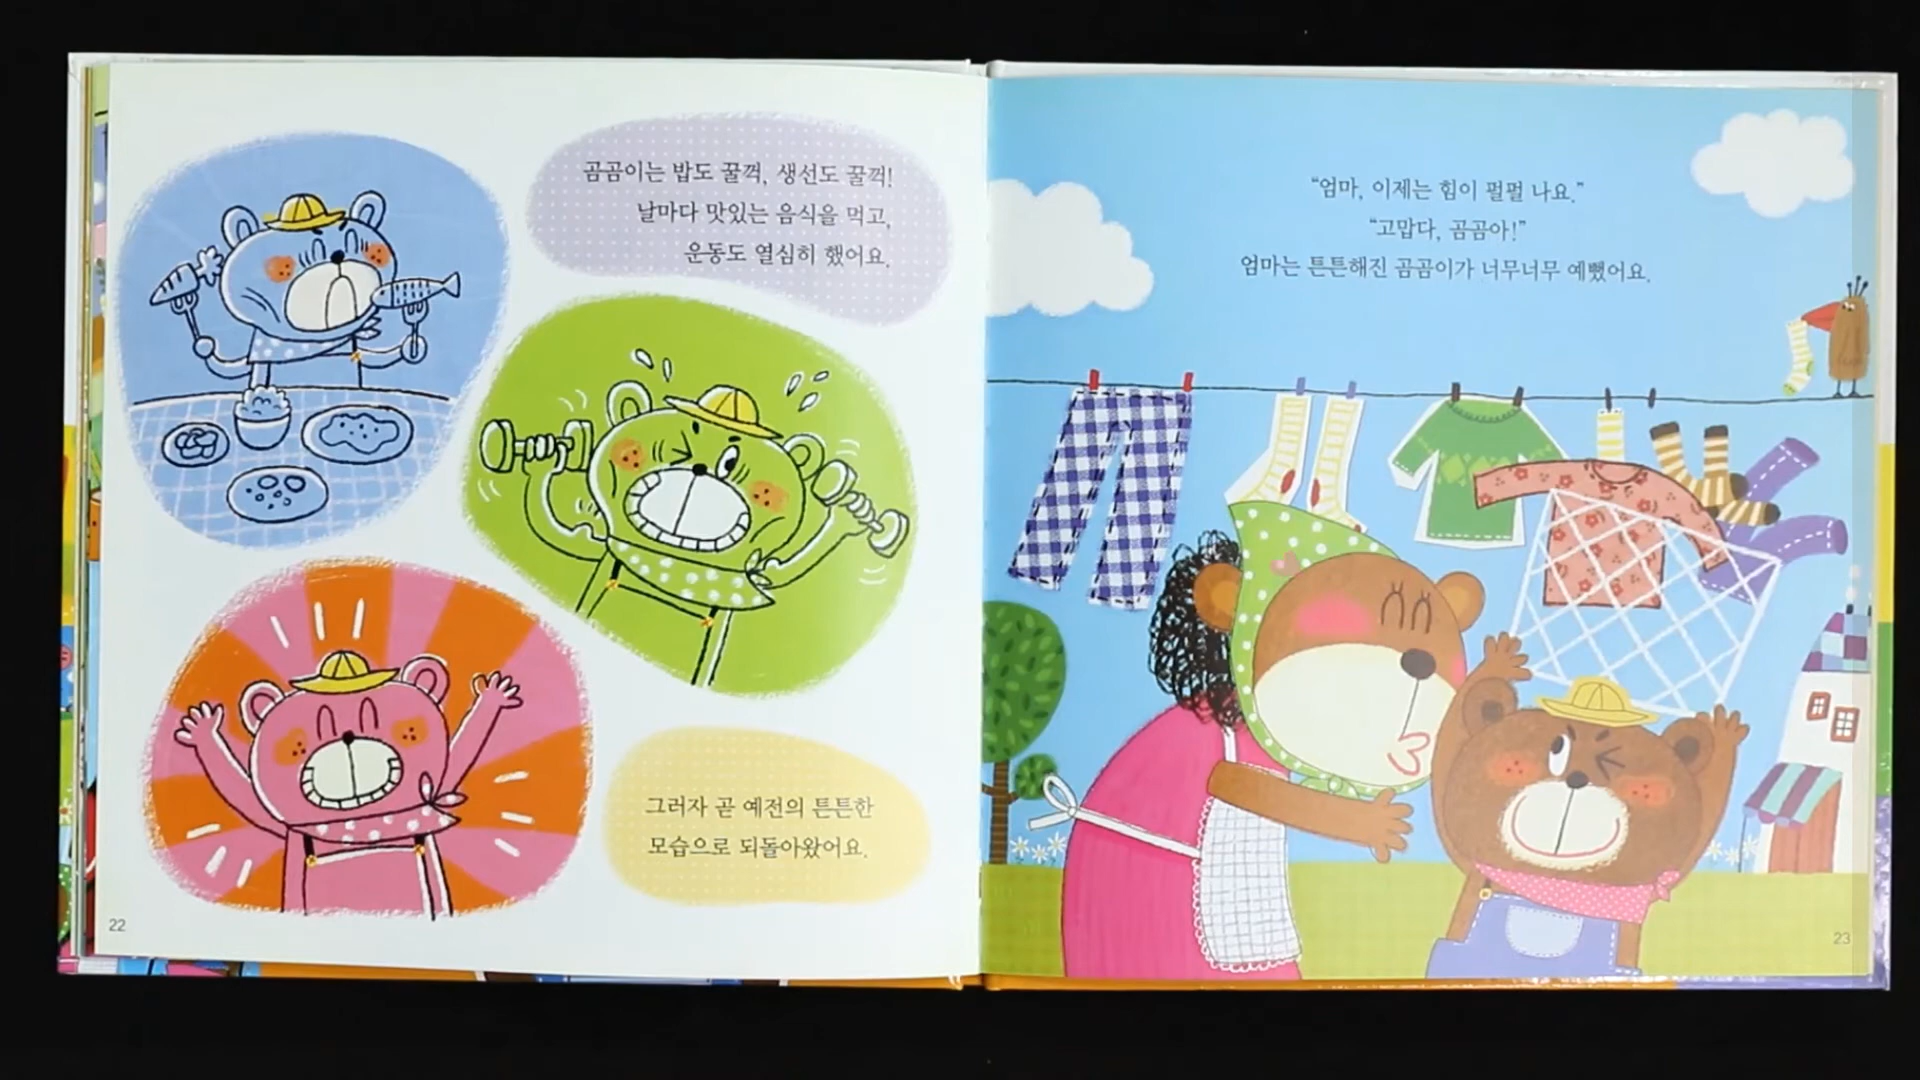 곰곰이는 밥도 꿀꺽, 생선도 꿀꺽!
날마다 맛있는 음식을 먹고,
운동도 열심히 했어요.
그러자 곧 예전의 튼튼한
모습으로 되돌아왔어요.
22
“엄마, 이제는 힘이 펄펄 나요.”
“고맙다, 곰곰아!”
엄마는 튼튼해진 곰곰이가 너무너무 예뻤어요.
23